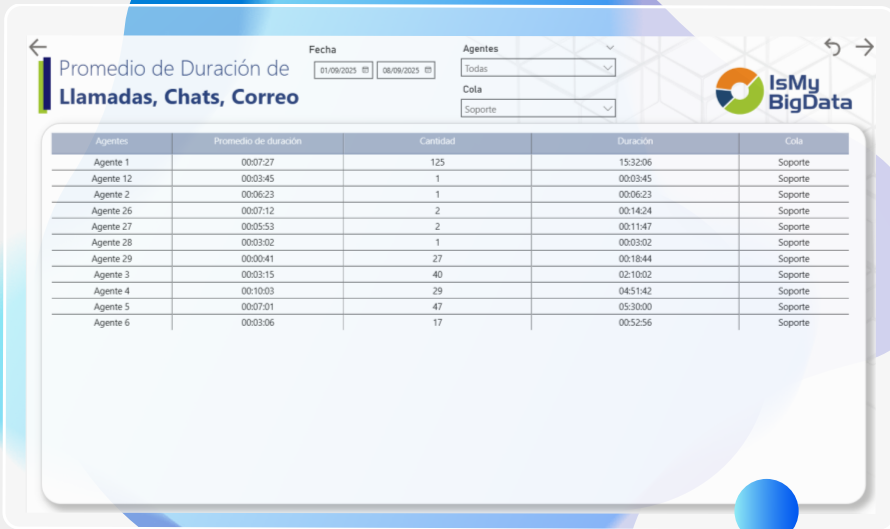 Promedio de Duración de
Llamadas, Chats, Correo
Fecha
01/09/2025 08/09/2025
Agentes
Todas
Cola
Soporte
IsMy
BigData
Agentes Promedio de duración Cantidad Duración Cola
Agente 1 00:07:27 125 15:32:06 Soporte
Agente 12 00:03:45 1 00:03:45 Soporte
Agente 2 00:06:23 1 00:06:23 Soporte
Agente 26 00:07:12 2 00:14:24 Soporte
Agente 27 00:05:53 2 00:11:47 Soporte
Agente 28 00:03:02 1 00:03:02 Soporte
Agente 29 00:00:41 27 00:18:44 Soporte
Agente 3 00:03:15 40 02:10:02 Soporte
Agente 4 00:10:03 29 04:51:42 Soporte
Agente 5 00:07:01 47 05:30:00 Soporte
Agente 6 00:03:06 17 00:52:56 Soporte